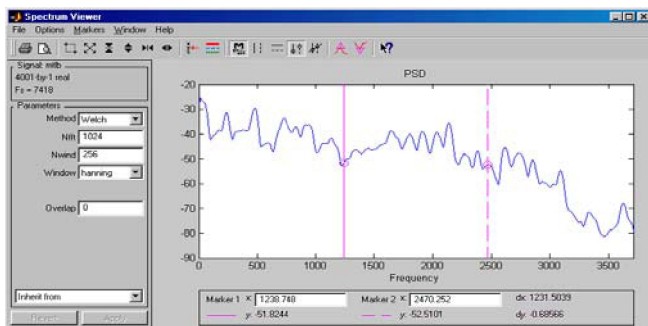 Spectrum Viewer
File Options Markers Window Help
Signal: mtlb
4001-by-1 real
Fs = 7418
Parameters
Method Welch
Nfft 1024
Nwind 256
Window hanning
Overlap 0
Inherit from
Revert Apply
PSD
-20
-30
-40
-50
-60
-70
-80
-90
0 500 1000 1500 2000 2500 3000 3500
Frequency
Marker 1 x: 1238.748 Marker 2 x: 2470.252 dx: 1231.5039
y: -51.8244 y: -52.5101 dy: -0.68566